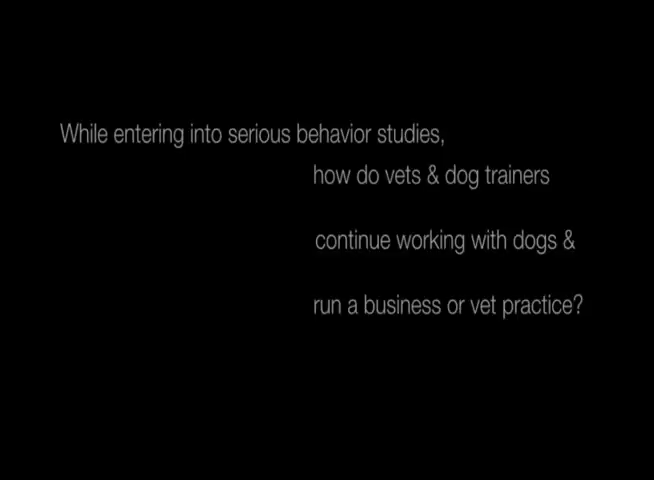 While entering into serious behavior studies,
how do vets & dog trainers
continue working with dogs &
run a business or vet practice?